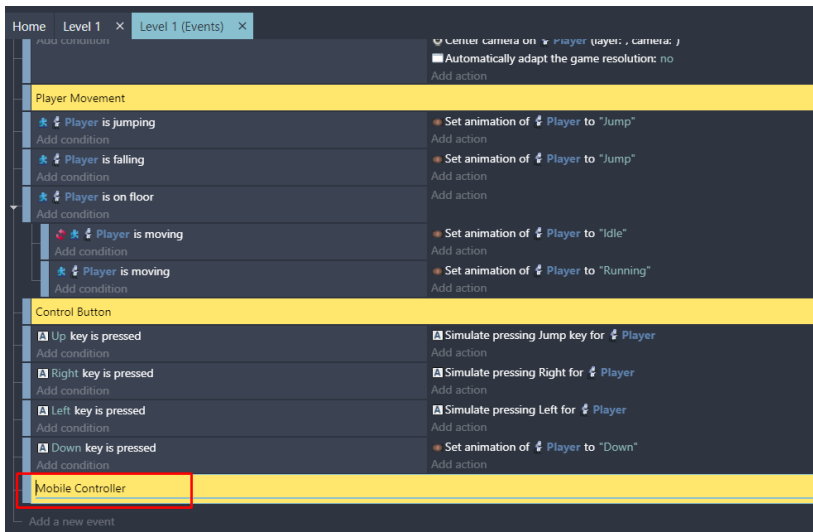 Home Level 1 × Level 1 (Events) ×
Add condition Center camera on Player (layer: , camera: )
Automatically adapt the game resolution: no
Add action
Player Movement
Player is jumping Set animation of Player to "Jump"
Add condition Add action
Player is falling Set animation of Player to "Jump"
Add condition Add action
Player is on floor Add action
Add condition
Player is moving Set animation of Player to "Idle"
Add condition Add action
Player is moving Set animation of Player to "Running"
Add condition Add action
Control Button
A Up key is pressed A Simulate pressing Jump key for Player
Add condition Add action
A Right key is pressed A Simulate pressing Right for Player
Add condition Add action
A Left key is pressed A Simulate pressing Left for Player
Add condition Add action
A Down key is pressed Set animation of Player to "Down"
Add condition Add action
Mobile Controller
Add a new event